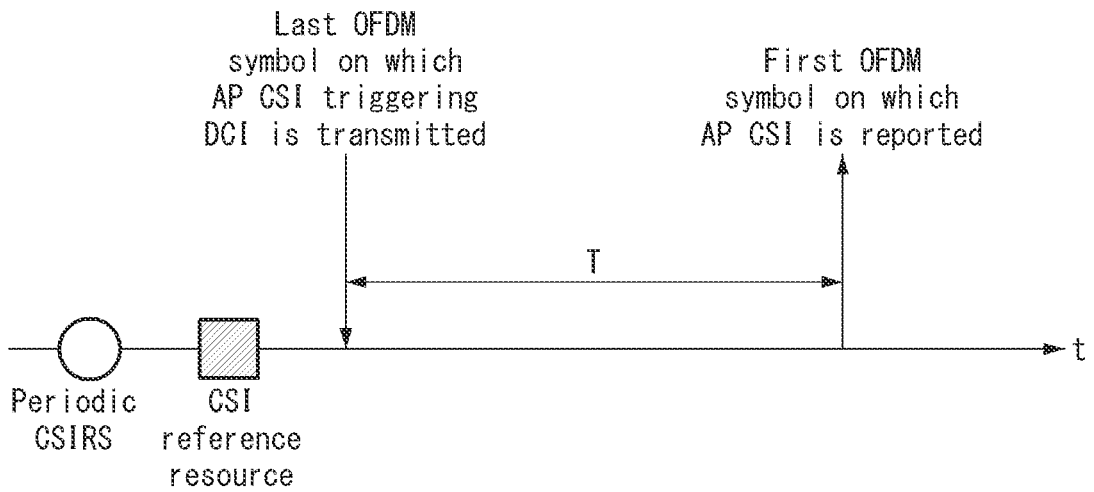 Last OFDM
symbol on which
AP CSI triggering
DCI is transmitted
First OFDM
symbol on which
AP CSI is reported
T
t
Periodic
CSIRS
CSI
reference
resource